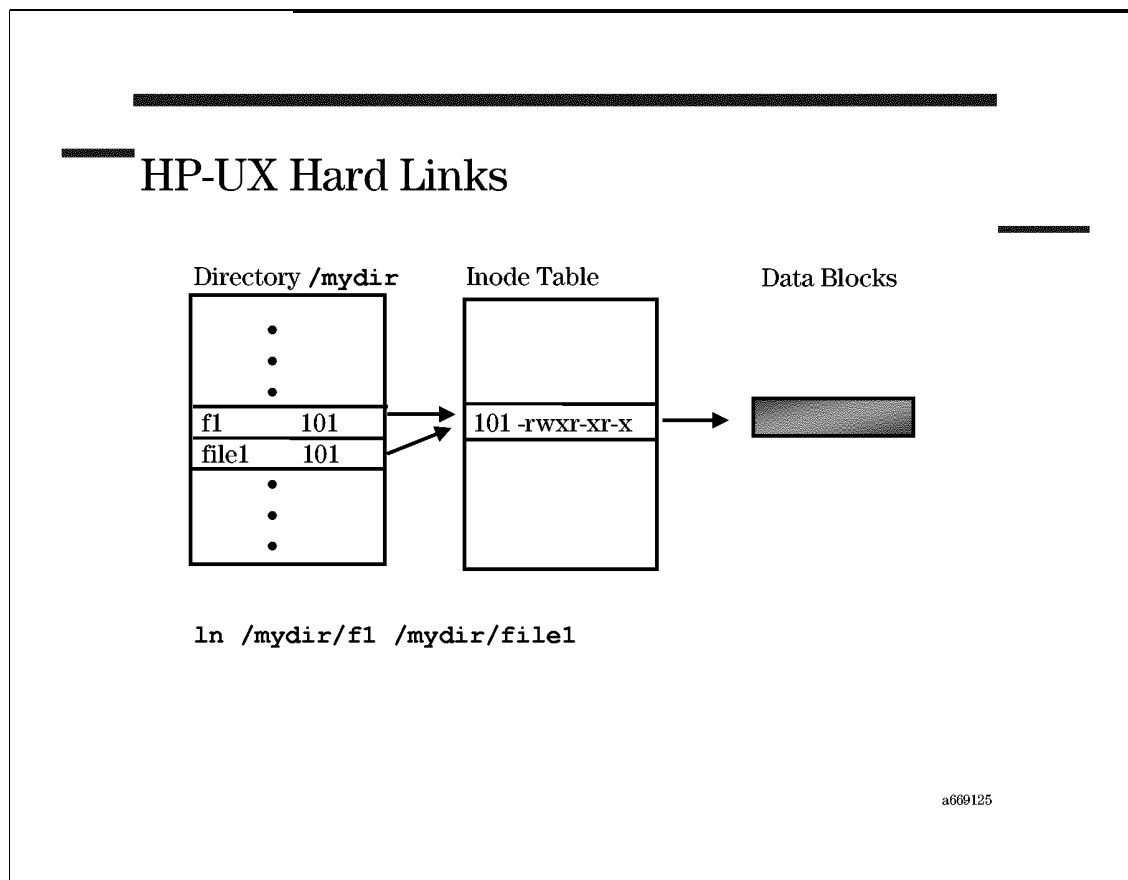 HP-UX Hard Links
Directory /mydir
Inode Table
Data Blocks
f1 101
file1 101
101 -rwxr-xr-x
ln /mydir/f1 /mydir/file1
a669125